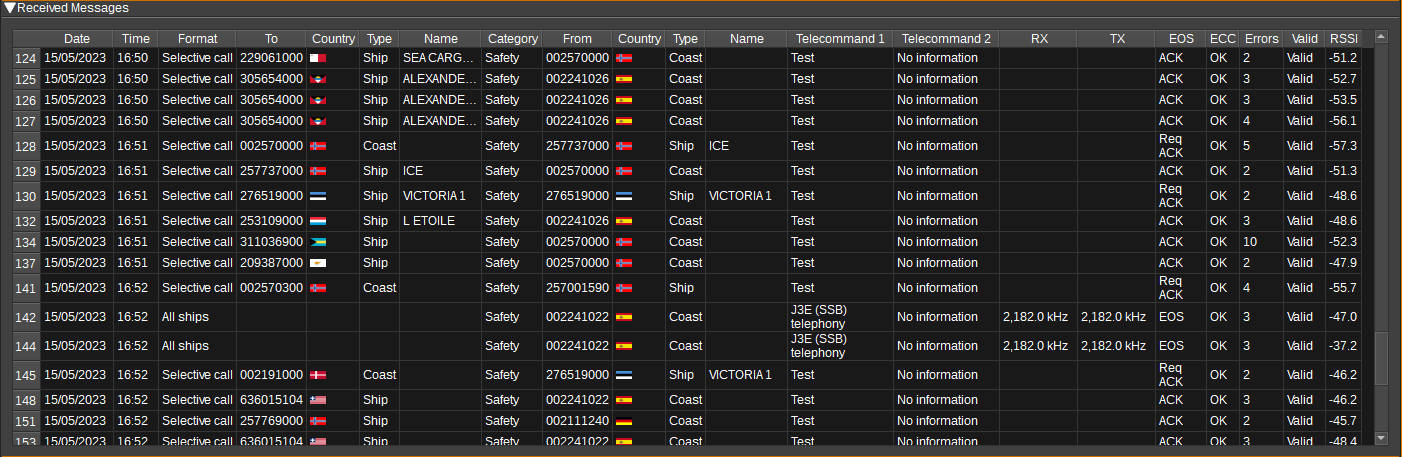 Received Messages
Date Time Format To Country Type Name Category From Country Type Name Telecommand 1 Telecommand 2 RX TX EOS ECC Errors Valid RSSI
124 15/05/2023 16:50 Selective call 229061000 Ship SEA CARG... Safety 002570000 Coast Test No information ACK OK 2 Valid -51.2
125 15/05/2023 16:50 Selective call 305654000 Ship ALEXANDE... Safety 002241026 Coast Test No information ACK OK 3 Valid -52.7
126 15/05/2023 16:50 Selective call 305654000 Ship ALEXANDE... Safety 002241026 Coast Test No information ACK OK 3 Valid -53.5
127 15/05/2023 16:50 Selective call 305654000 Ship ALEXANDE... Safety 002241026 Coast Test No information ACK OK 4 Valid -56.1
128 15/05/2023 16:51 Selective call 002570000 Coast Safety 257737000 Ship ICE Test No information Req ACK OK 5 Valid -57.3
129 15/05/2023 16:51 Selective call 257737000 Ship ICE Safety 002570000 Coast Test No information ACK OK 2 Valid -51.3
130 15/05/2023 16:51 Selective call 276519000 Ship VICTORIA 1 Safety 276519000 Ship VICTORIA 1 Test No information Req ACK OK 2 Valid -48.6
132 15/05/2023 16:51 Selective call 253109000 Ship L ETOILE Safety 002241026 Coast Test No information ACK OK 3 Valid -48.6
134 15/05/2023 16:51 Selective call 311036900 Ship Safety 002570000 Coast Test No information ACK OK 10 Valid -52.3
137 15/05/2023 16:51 Selective call 209387000 Ship Safety 002570000 Coast Test No information ACK OK 2 Valid -47.9
141 15/05/2023 16:52 Selective call 002570300 Coast Safety 257001590 Ship Test No information Req ACK OK 4 Valid -55.7
142 15/05/2023 16:52 All ships Safety 002241022 Coast J3E (SSB) telephony No information 2,182.0 kHz 2,182.0 kHz EOS OK 3 Valid -47.0
144 15/05/2023 16:52 All ships Safety 002241022 Coast J3E (SSB) telephony No information 2,182.0 kHz 2,182.0 kHz EOS OK 3 Valid -37.2
145 15/05/2023 16:52 Selective call 002191000 Coast Safety 276519000 Ship VICTORIA 1 Test No information Req ACK OK 2 Valid -46.2
148 15/05/2023 16:52 Selective call 636015104 Ship Safety 002241022 Coast Test No information ACK OK 3 Valid -46.2
151 15/05/2023 16:52 Selective call 257769000 Ship Safety 002111240 Coast Test No information ACK OK 2 Valid -45.7
153 15/05/2023 16:52 Selective call 636015104 Ship Safety 002241022 Coast Test No information ACK OK 3 Valid -48.4